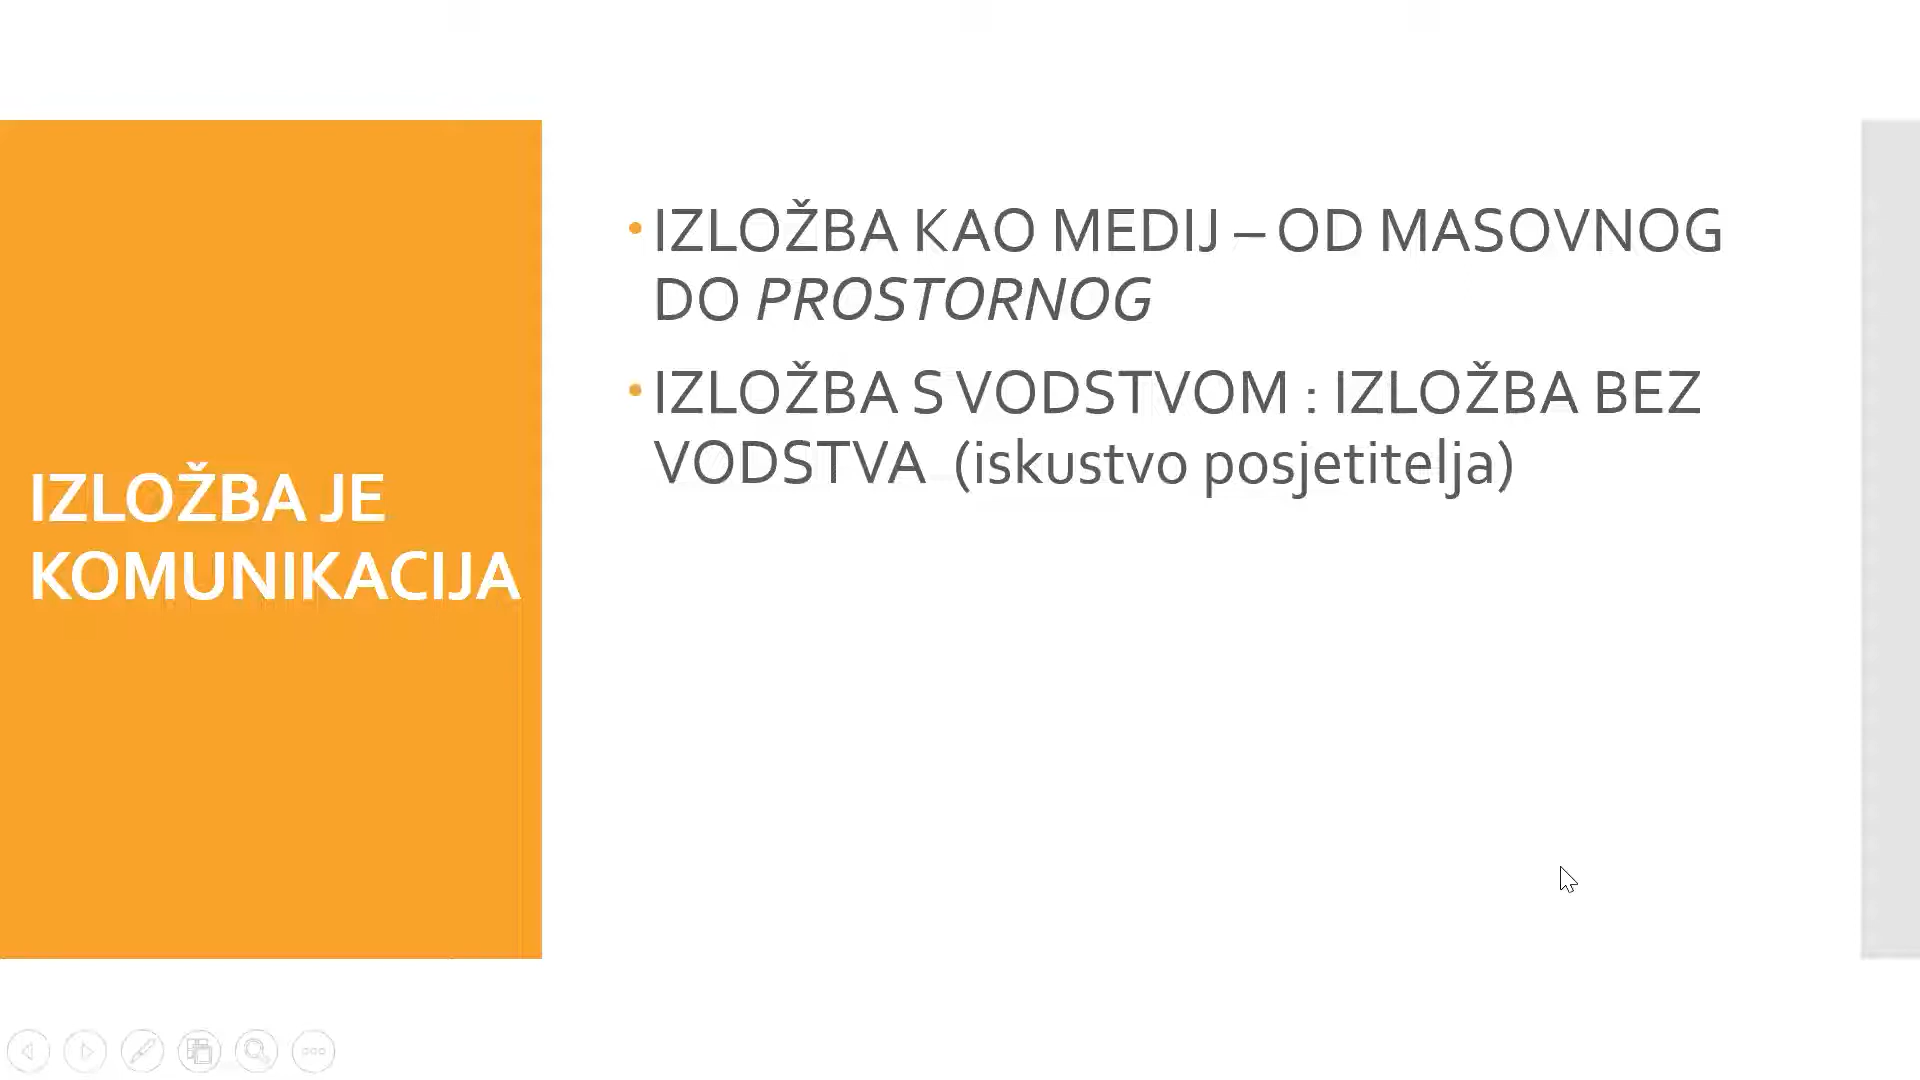 IZLOŽBA JE
KOMUNIKACIJA
• IZLOŽBA KAO MEDIJ – OD MASOVNOG
DO PROSTORNOG
• IZLOŽBA S VODSTVOM : IZLOŽBA BEZ
VODSTVA (iskustvo posjetitelja)